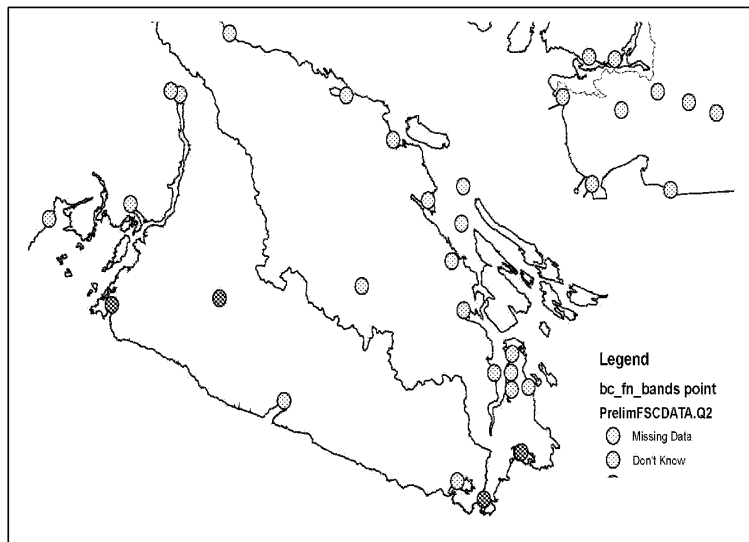 Legend
bc_fn_bands point
PrelimFSCDATA.Q2
Missing Data
Don't Know